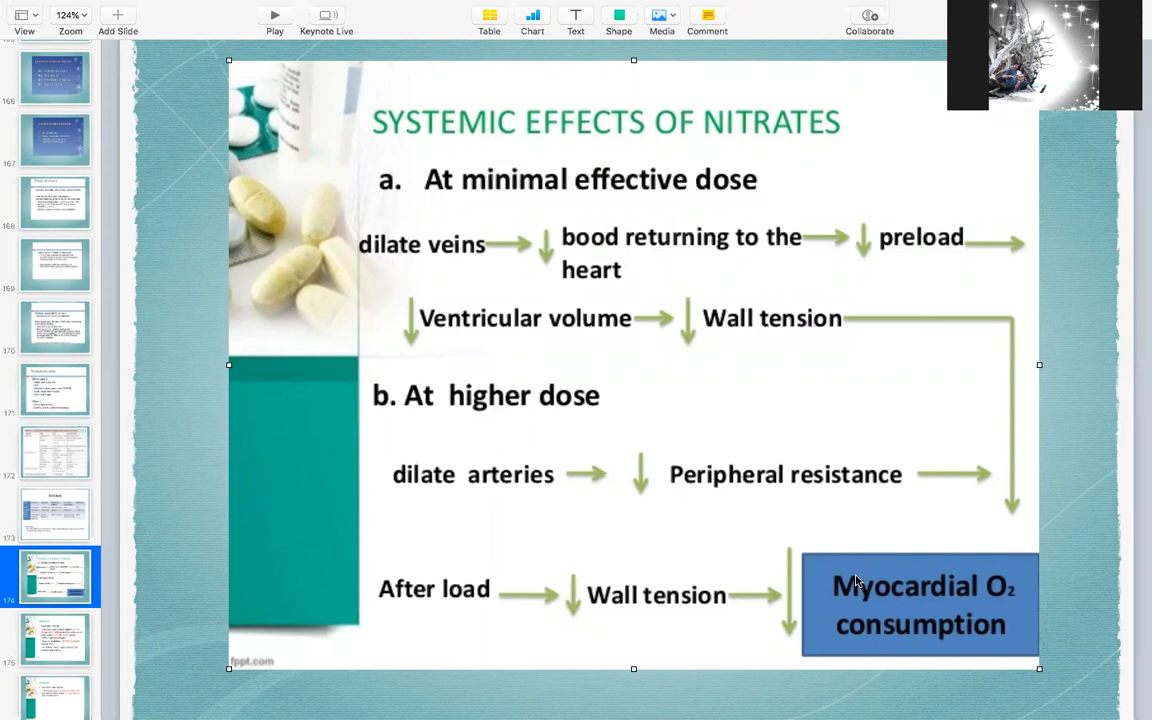 124%
View
Zoom
Add Slide
Play
Keynote Live
Table
Chart
Text
Shape
Media
Comment
Collaborate
166
167
168
169
170
171
172
173
174
175
SYSTEMIC EFFECTS OF NITRATES
a. At minimal effective dose
dilate veins → ↓ bood returning to the → ↓ preload →
heart
↓ Ventricular volume → ↓ Wall tension
b. At higher dose
dilate arteries → ↓ Peripheral resistance →
After load → ↓ Wall tension → ↓ Myocardial O₂
consumption
fppt.com